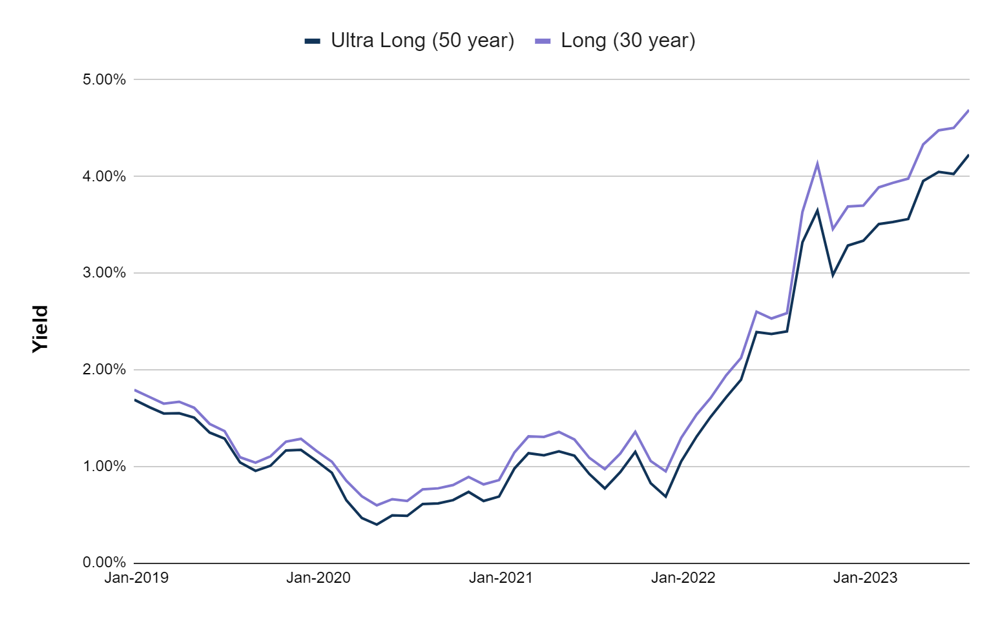 Ultra Long (50 year) Long (30 year)
5.00%
4.00%
3.00%
2.00%
1.00%
0.00%
Yield
Jan-2019 Jan-2020 Jan-2021 Jan-2022 Jan-2023